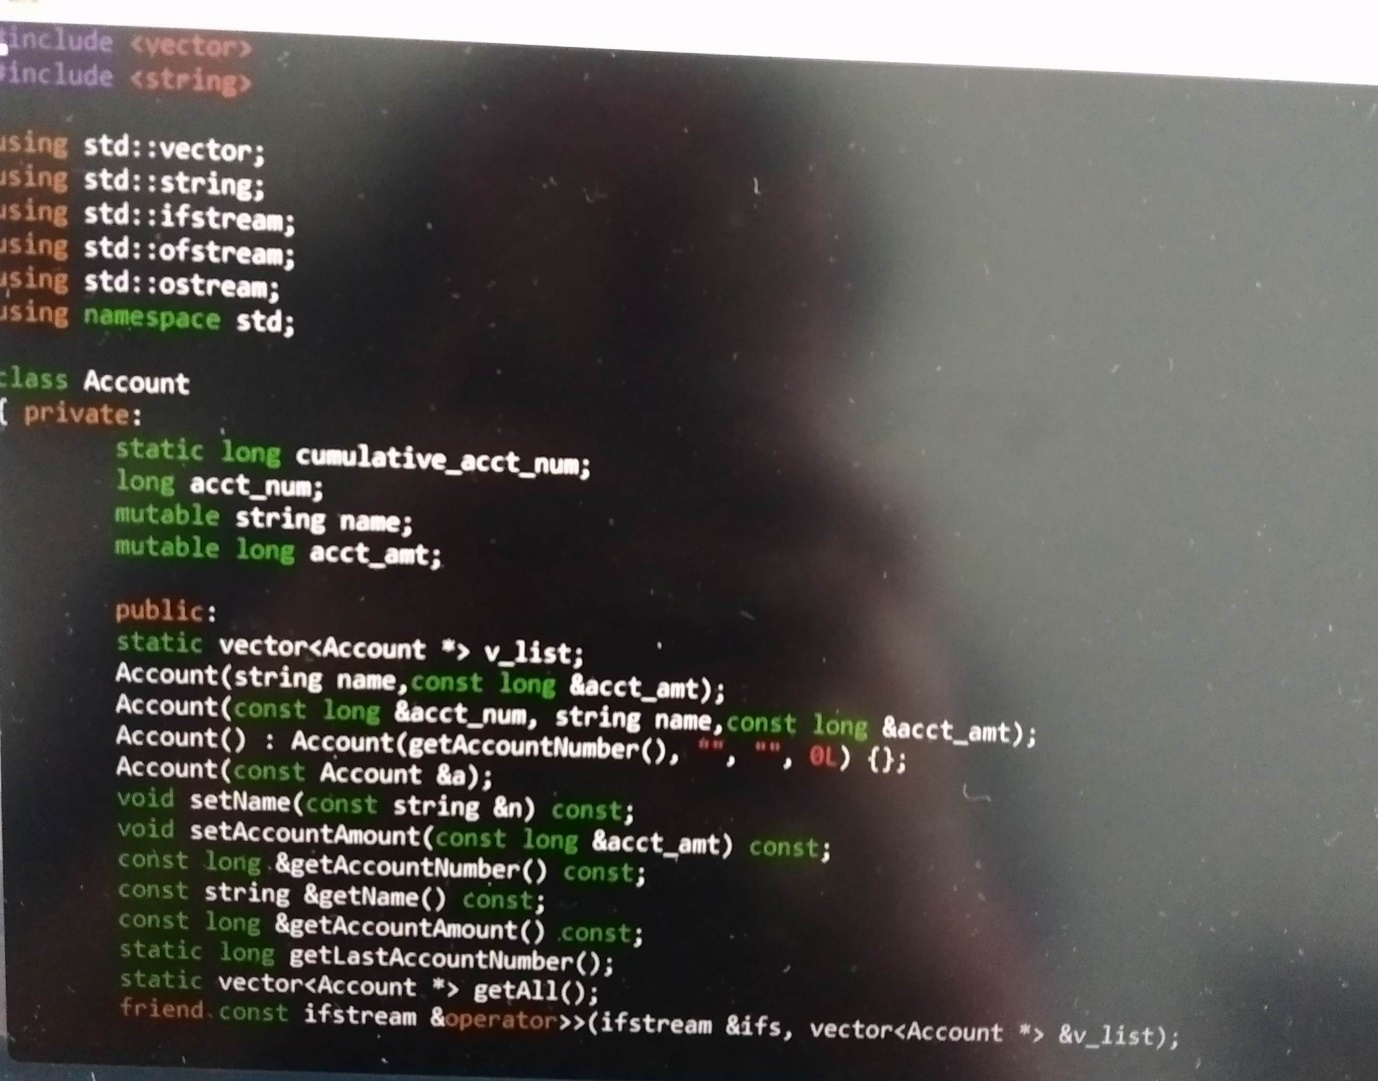 #include <vector>
#include <string>
using std::vector;
using std::string;
using std::ifstream;
using std::ofstream;
using std::ostream;
using namespace std;
class Account
{ private:
static long cumulative_acct_num;
long acct_num;
mutable string name;
mutable long acct_amt;
public:
static vector<Account *> v_list;
Account(string name,const long &acct_amt);
Account(const long &acct_num, string name,const long &acct_amt);
Account() : Account(getAccountNumber(), "", "", 0L) {};
Account(const Account &a);
void setName(const string &n) const;
void setAccountAmount(const long &acct_amt) const;
const long &getAccountNumber() const;
const string &getName() const;
const long &getAccountAmount() const;
static long getLastAccountNumber();
static vector<Account *> getAll();
friend const ifstream &operator>>(ifstream &ifs, vector<Account *> &v_list);